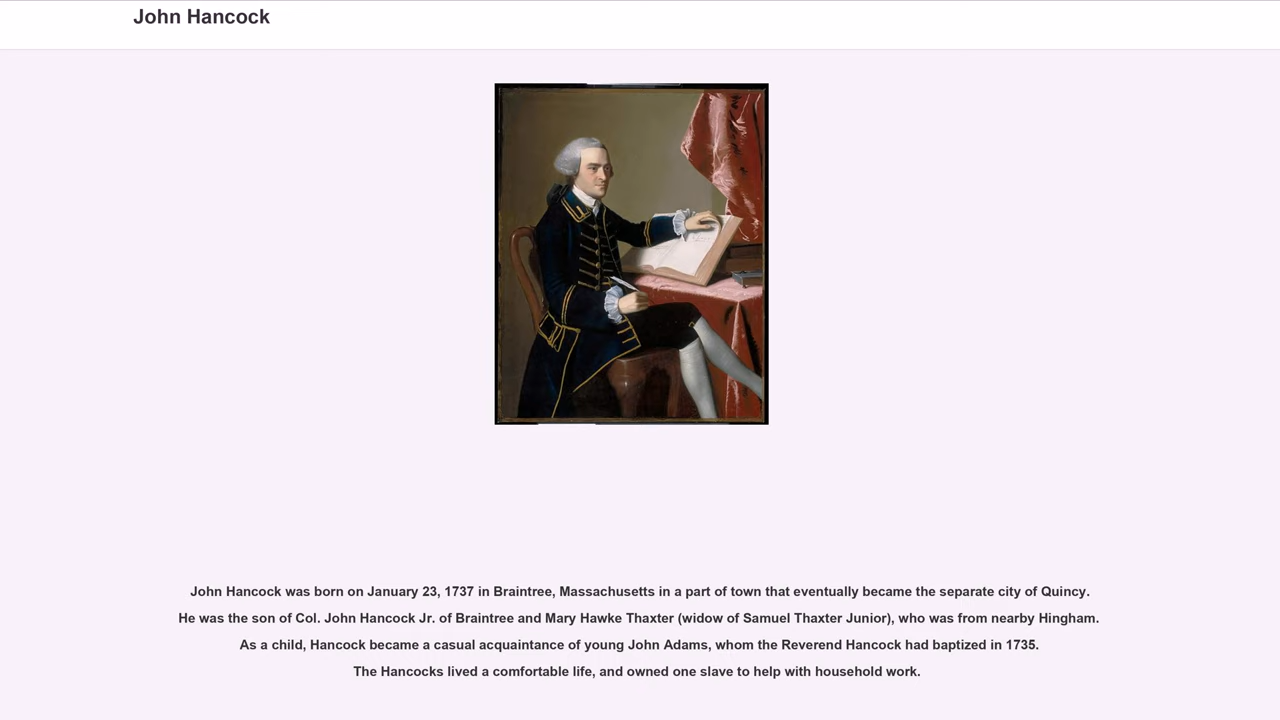 John Hancock
John Hancock was born on January 23, 1737 in Braintree, Massachusetts in a part of town that eventually became the separate city of Quincy.
He was the son of Col. John Hancock Jr. of Braintree and Mary Hawke Thaxter (widow of Samuel Thaxter Junior), who was from nearby Hingham.
As a child, Hancock became a casual acquaintance of young John Adams, whom the Reverend Hancock had baptized in 1735.
The Hancocks lived a comfortable life, and owned one slave to help with household work.